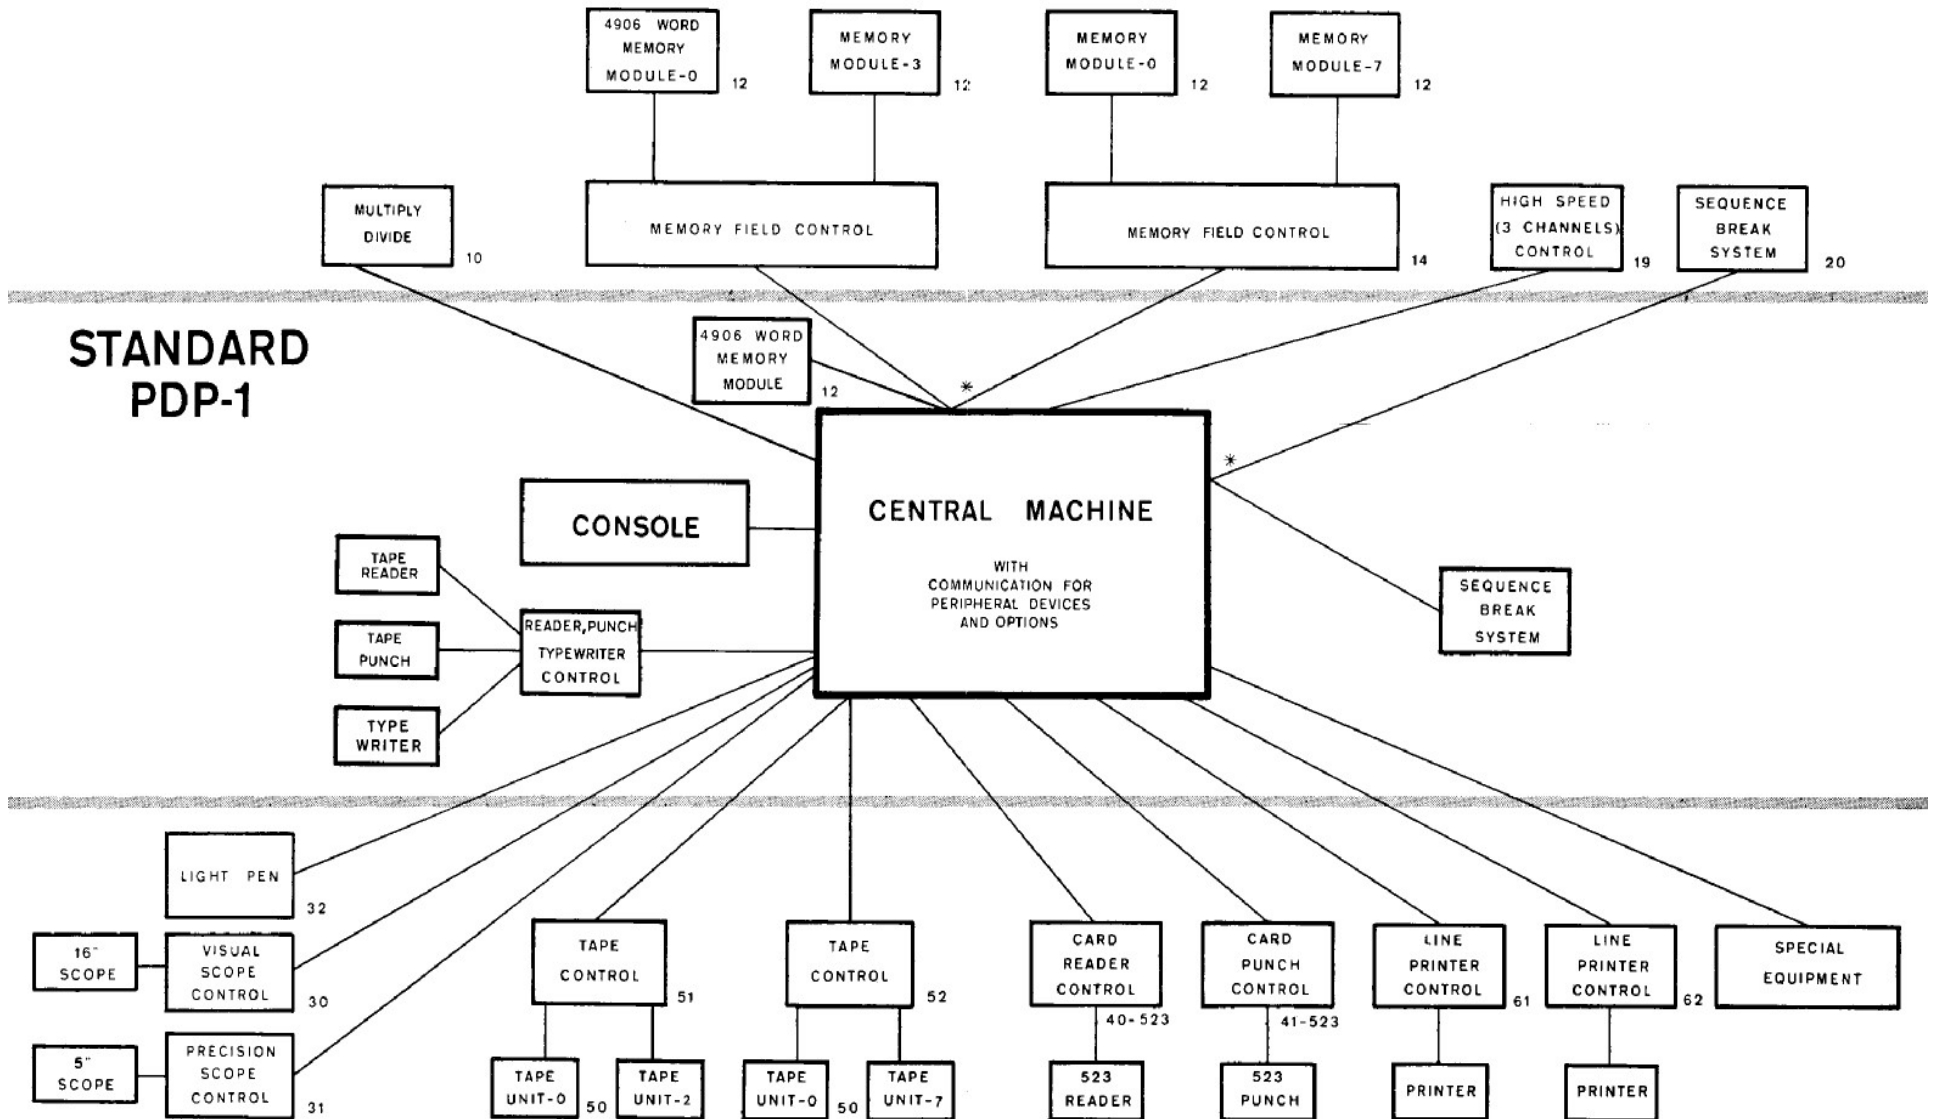 4906 WORD
MEMORY
MODULE-0
12
MEMORY
MODULE-3
12
MEMORY
MODULE-0
12
MEMORY
MODULE-7
12
MULTIPLY
DIVIDE
10
MEMORY FIELD CONTROL
MEMORY FIELD CONTROL
14
HIGH SPEED
(3 CHANNELS)
CONTROL
19
SEQUENCE
BREAK
SYSTEM
20
STANDARD
PDP-1
4906 WORD
MEMORY
MODULE
12
*
*
CONSOLE
CENTRAL MACHINE
WITH
COMMUNICATION FOR
PERIPHERAL DEVICES
AND OPTIONS
TAPE
READER
TAPE
PUNCH
TYPE
WRITER
READER, PUNCH
TYPEWRITER
CONTROL
SEQUENCE
BREAK
SYSTEM
LIGHT PEN
32
16"
SCOPE
VISUAL
SCOPE
CONTROL
30
5"
SCOPE
PRECISION
SCOPE
CONTROL
31
TAPE
CONTROL
51
TAPE
UNIT-0
50
TAPE
UNIT-2
TAPE
CONTROL
52
TAPE
UNIT-0
50
TAPE
UNIT-7
CARD
READER
CONTROL
40-523
523
READER
CARD
PUNCH
CONTROL
41-523
523
PUNCH
LINE
PRINTER
CONTROL
61
PRINTER
LINE
PRINTER
CONTROL
62
PRINTER
SPECIAL
EQUIPMENT